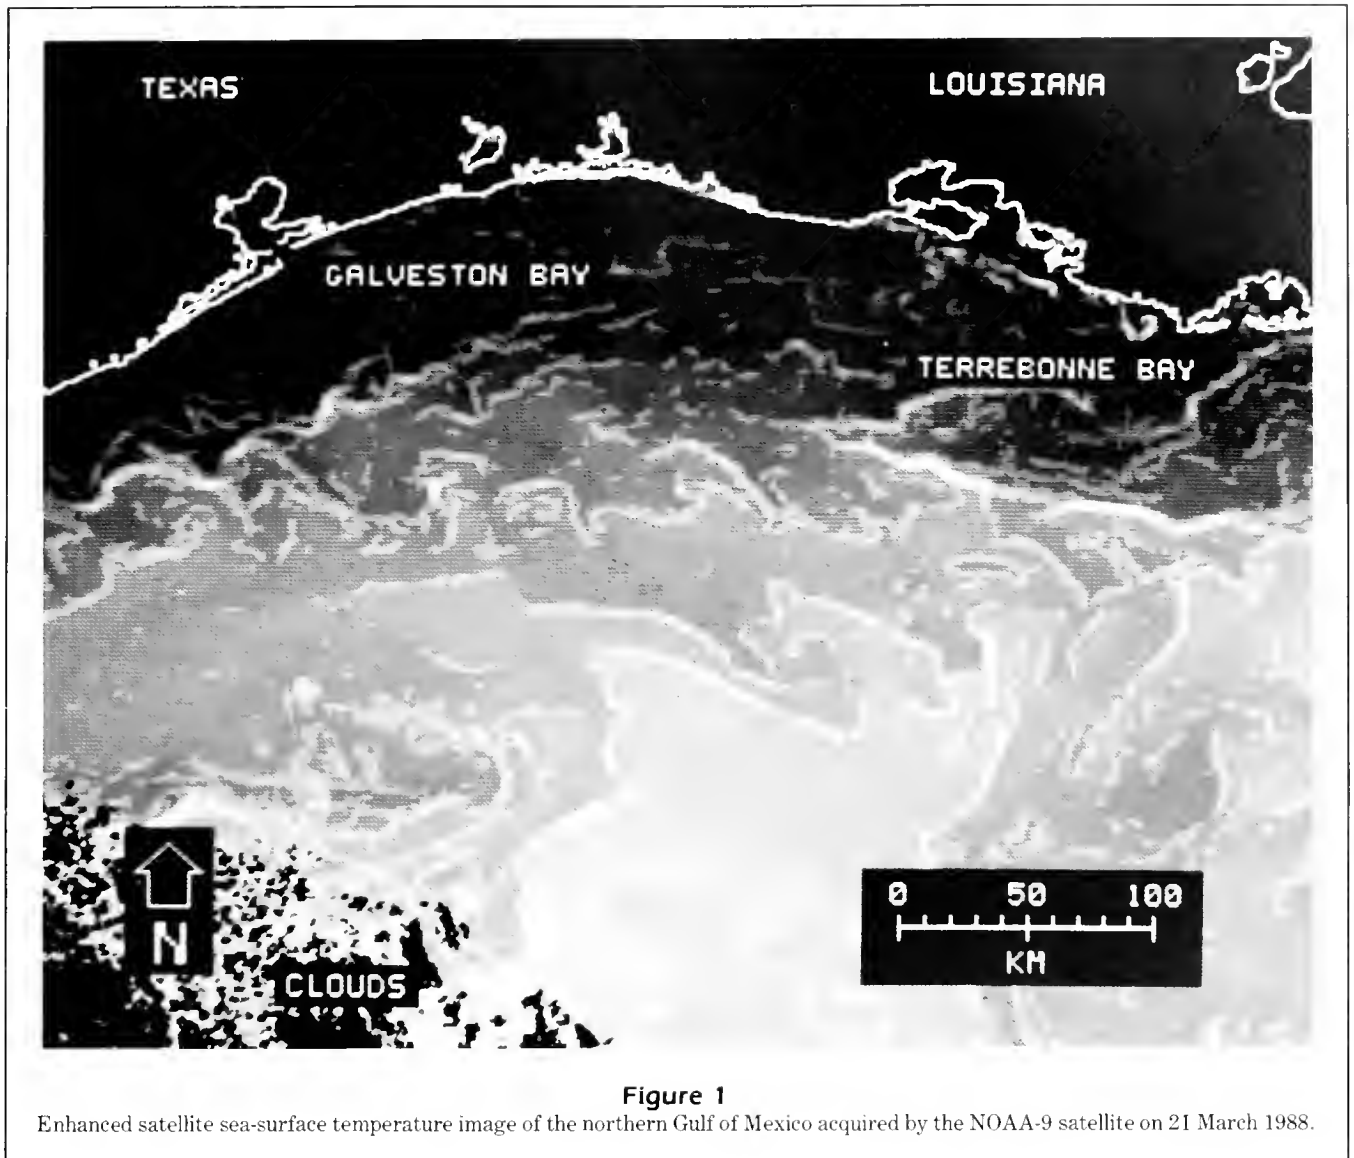 TEXAS
LOUISIANA
GALVESTON BAY
TERREBONNE BAY
0 50 100
KM
N
CLOUDS
Figure 1
Enhanced satellite sea-surface temperature image of the northern Gulf of Mexico acquired by the NOAA-9 satellite on 21 March 1988.